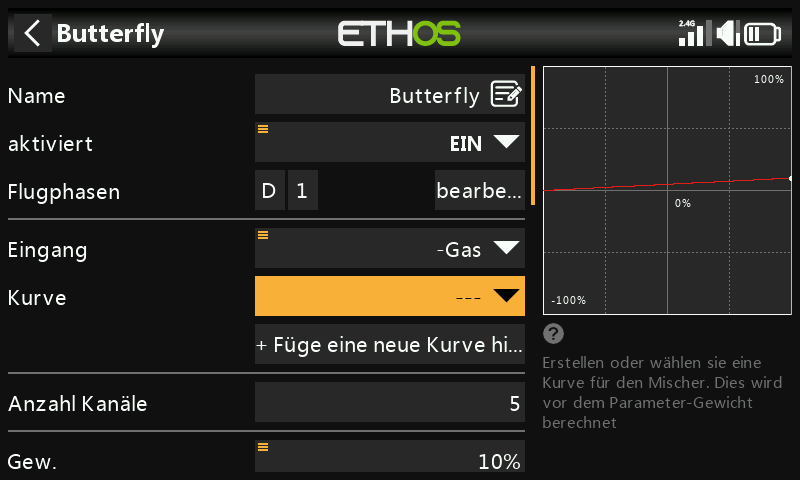 Butterfly
ETHOS
2.4G
Name
Butterfly
aktiviert
EIN
Flugphasen
D 1 bearbe...
Eingang
-Gas
Kurve
---
+ Füge eine neue Kurve hi...
Anzahl Kanäle
5
Gew.
10%
100%
0%
-100%
?
Erstellen oder wählen sie eine
Kurve für den Mischer. Dies wird
vor dem Parameter-Gewicht
berechnet